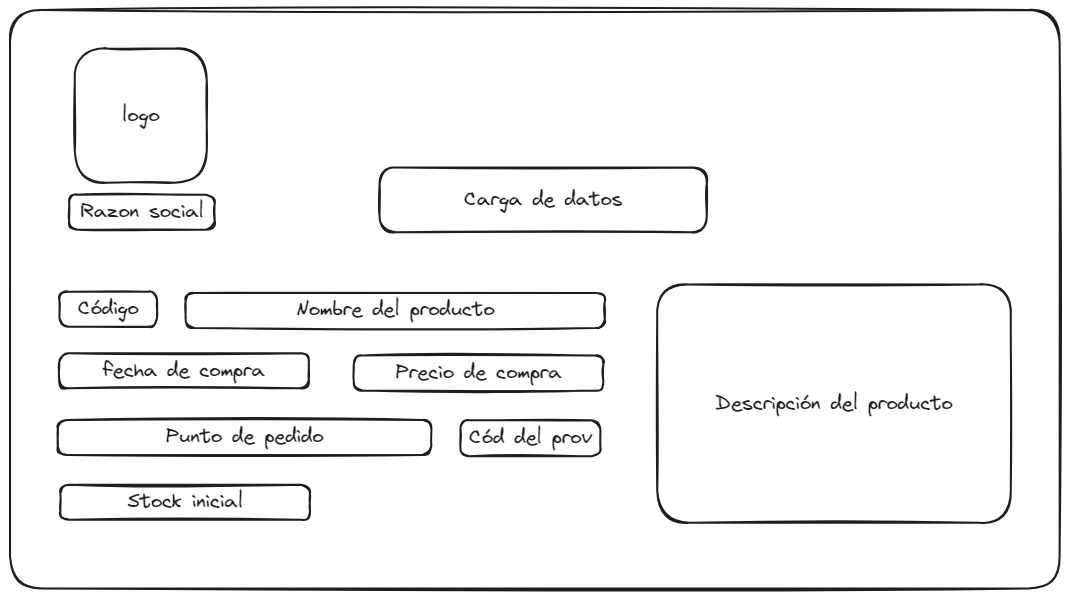 logo
Razon social
Carga de datos
Código
Nombre del producto
fecha de compra
Precio de compra
Punto de pedido
Cód del prov
Stock inicial
Descripción del producto